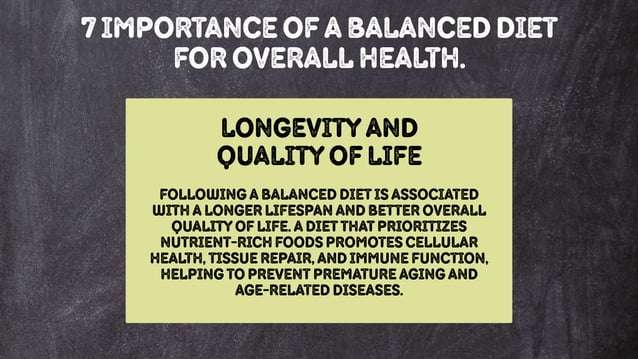 7 IMPORTANCE OF A BALANCED DIET
FOR OVERALL HEALTH.
LONGEVITY AND
QUALITY OF LIFE
FOLLOWING A BALANCED DIET IS ASSOCIATED
WITH A LONGER LIFESPAN AND BETTER OVERALL
QUALITY OF LIFE. A DIET THAT PRIORITIZES
NUTRIENT-RICH FOODS PROMOTES CELLULAR
HEALTH, TISSUE REPAIR, AND IMMUNE FUNCTION,
HELPING TO PREVENT PREMATURE AGING AND
AGE-RELATED DISEASES.